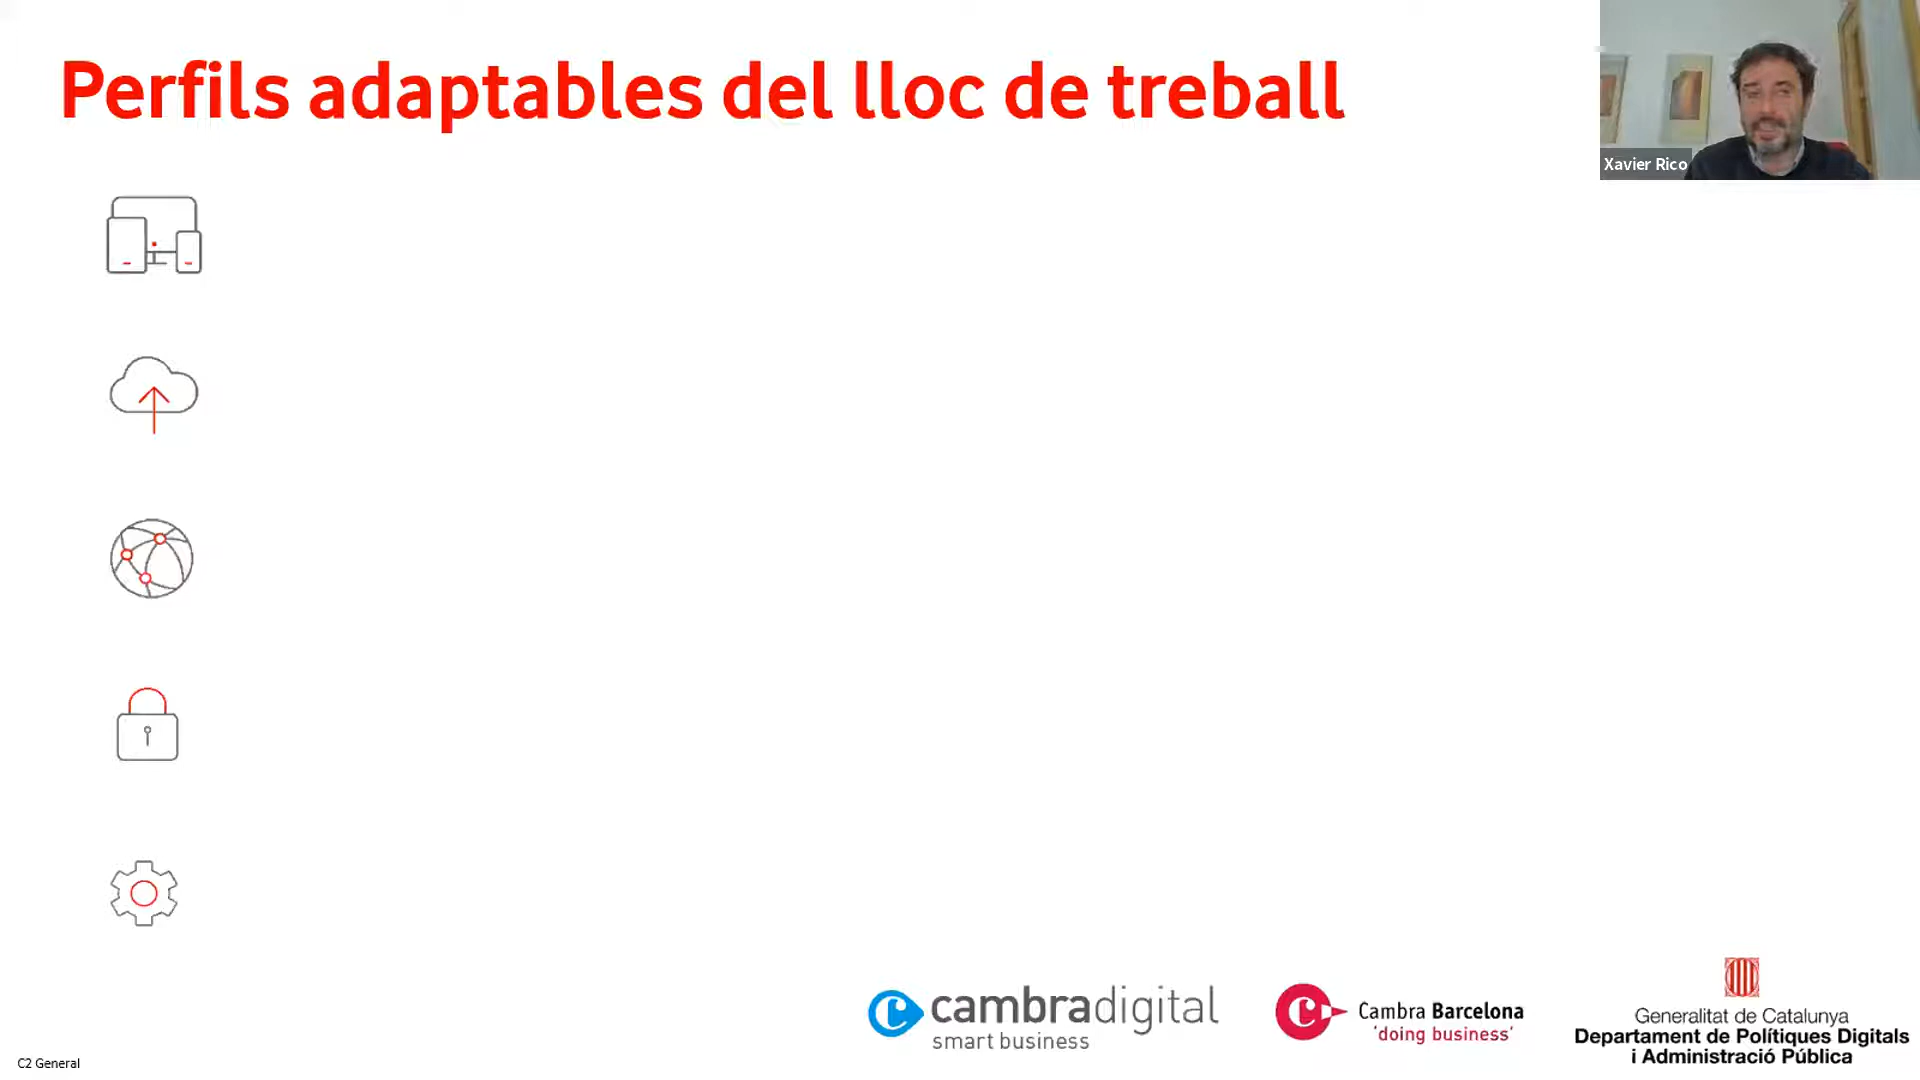 Perfils adaptables del lloc de treball
Xavier Rico
cambradigital
smart business
Cambra Barcelona
'doing business'
Generalitat de Catalunya
Departament de Polítiques Digitals
i Administració Pública
C2 General